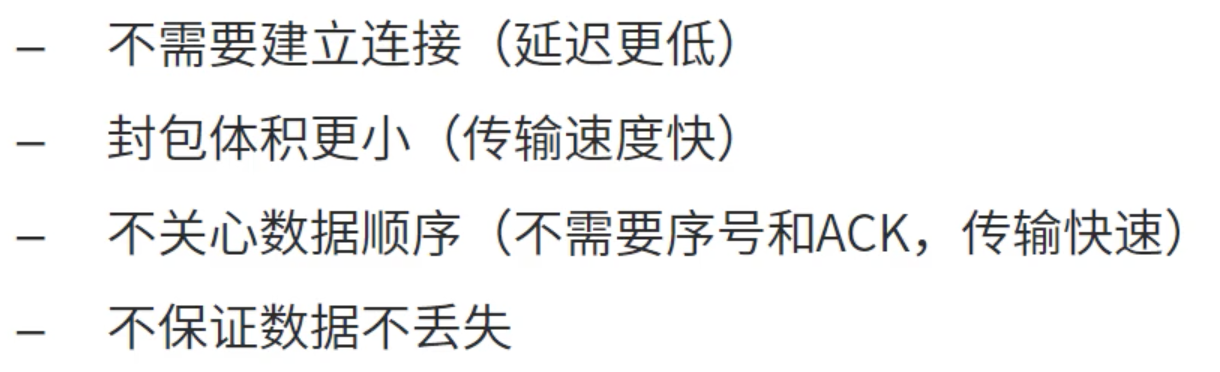 – 不需要建立连接（延迟更低）
– 封包体积更小（传输速度快）
– 不关心数据顺序（不需要序号和ACK，传输快速）
– 不保证数据不丢失